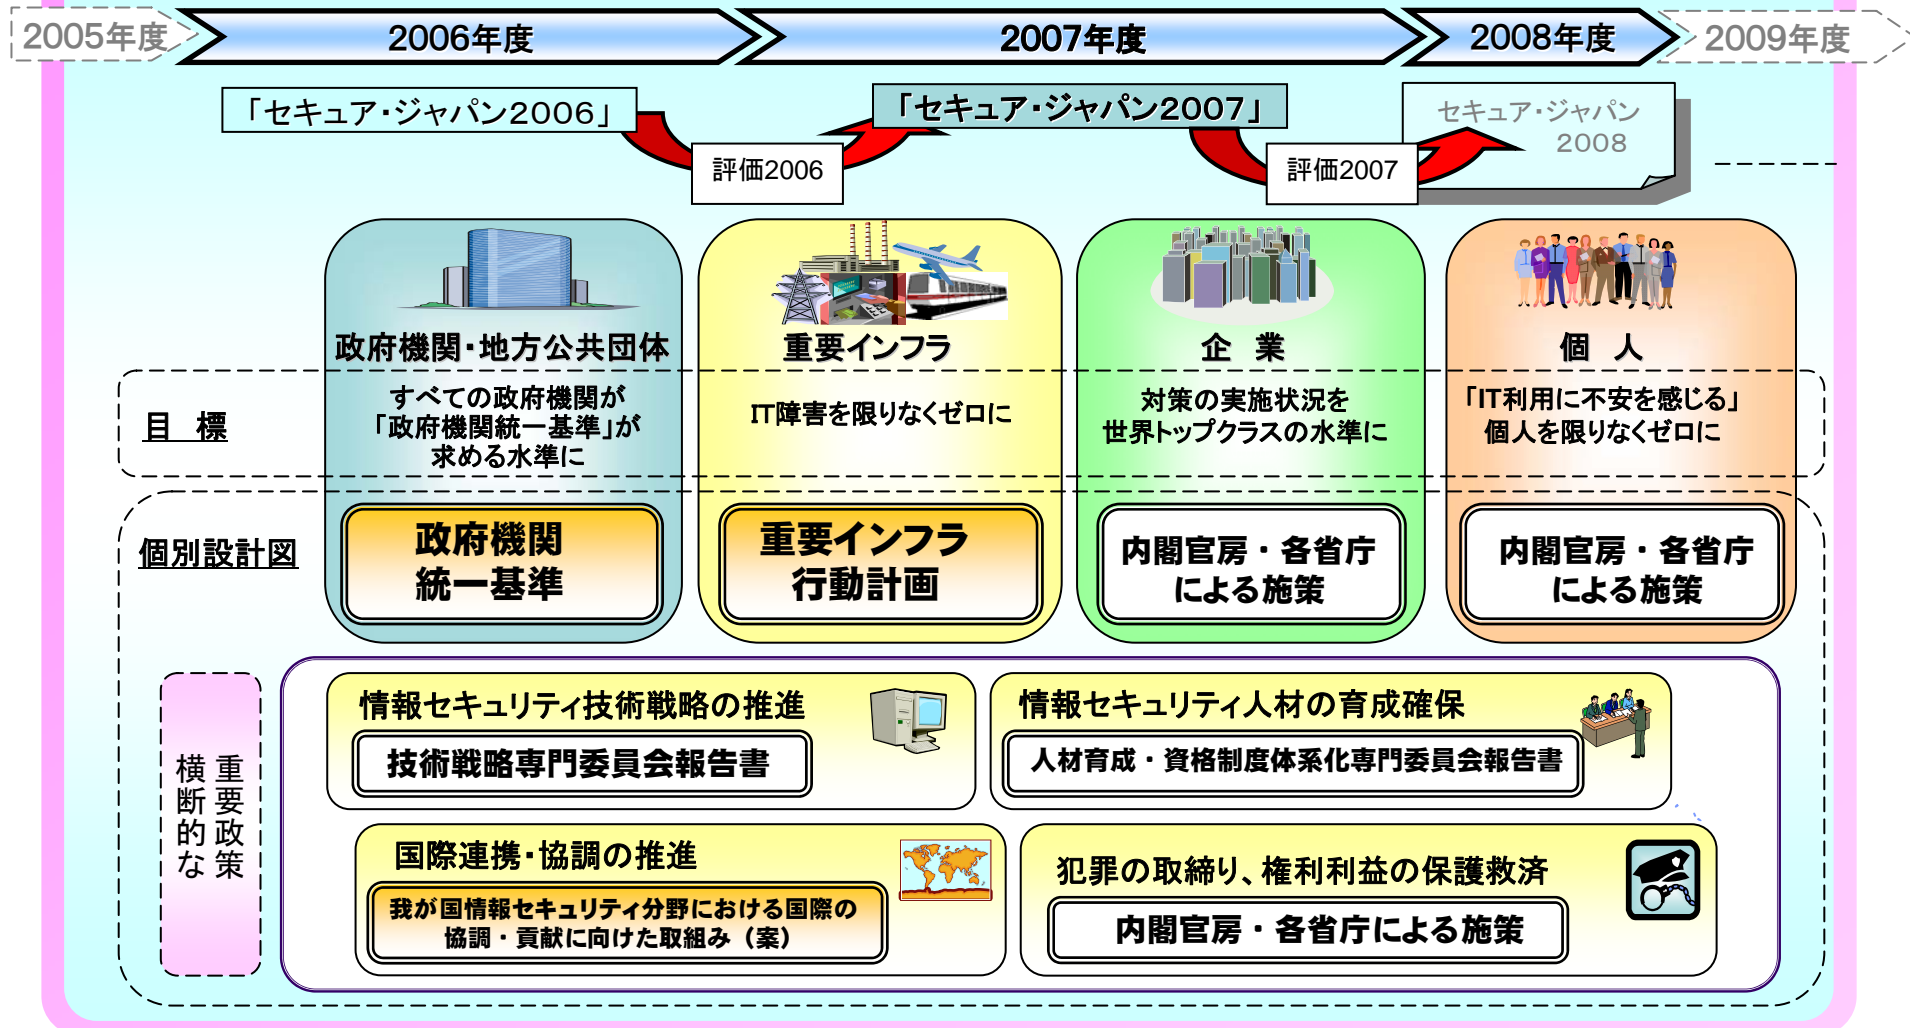 2005年度
2006年度
2007年度
2008年度
2009年度
「セキュア・ジャパン2006」
「セキュア・ジャパン2007」
セキュア・ジャパン
2008
評価2006
評価2007
政府機関・地方公共団体
重要インフラ
企 業
個 人
目 標
すべての政府機関が
「政府機関統一基準」が
求める水準に
IT障害を限りなくゼロに
対策の実施状況を
世界トップクラスの水準に
「IT利用に不安を感じる」
個人を限りなくゼロに
個別設計図
政府機関
統一基準
重要インフラ
行動計画
内閣官房・各省庁
による施策
内閣官房・各省庁
による施策
横断的な
重要政策
情報セキュリティ技術戦略の推進
技術戦略専門委員会報告書
情報セキュリティ人材の育成確保
人材育成・資格制度体系化専門委員会報告書
国際連携・協調の推進
我が国情報セキュリティ分野における国際の
協調・貢献に向けた取組み（案）
犯罪の取締り、権利利益の保護救済
内閣官房・各省庁による施策